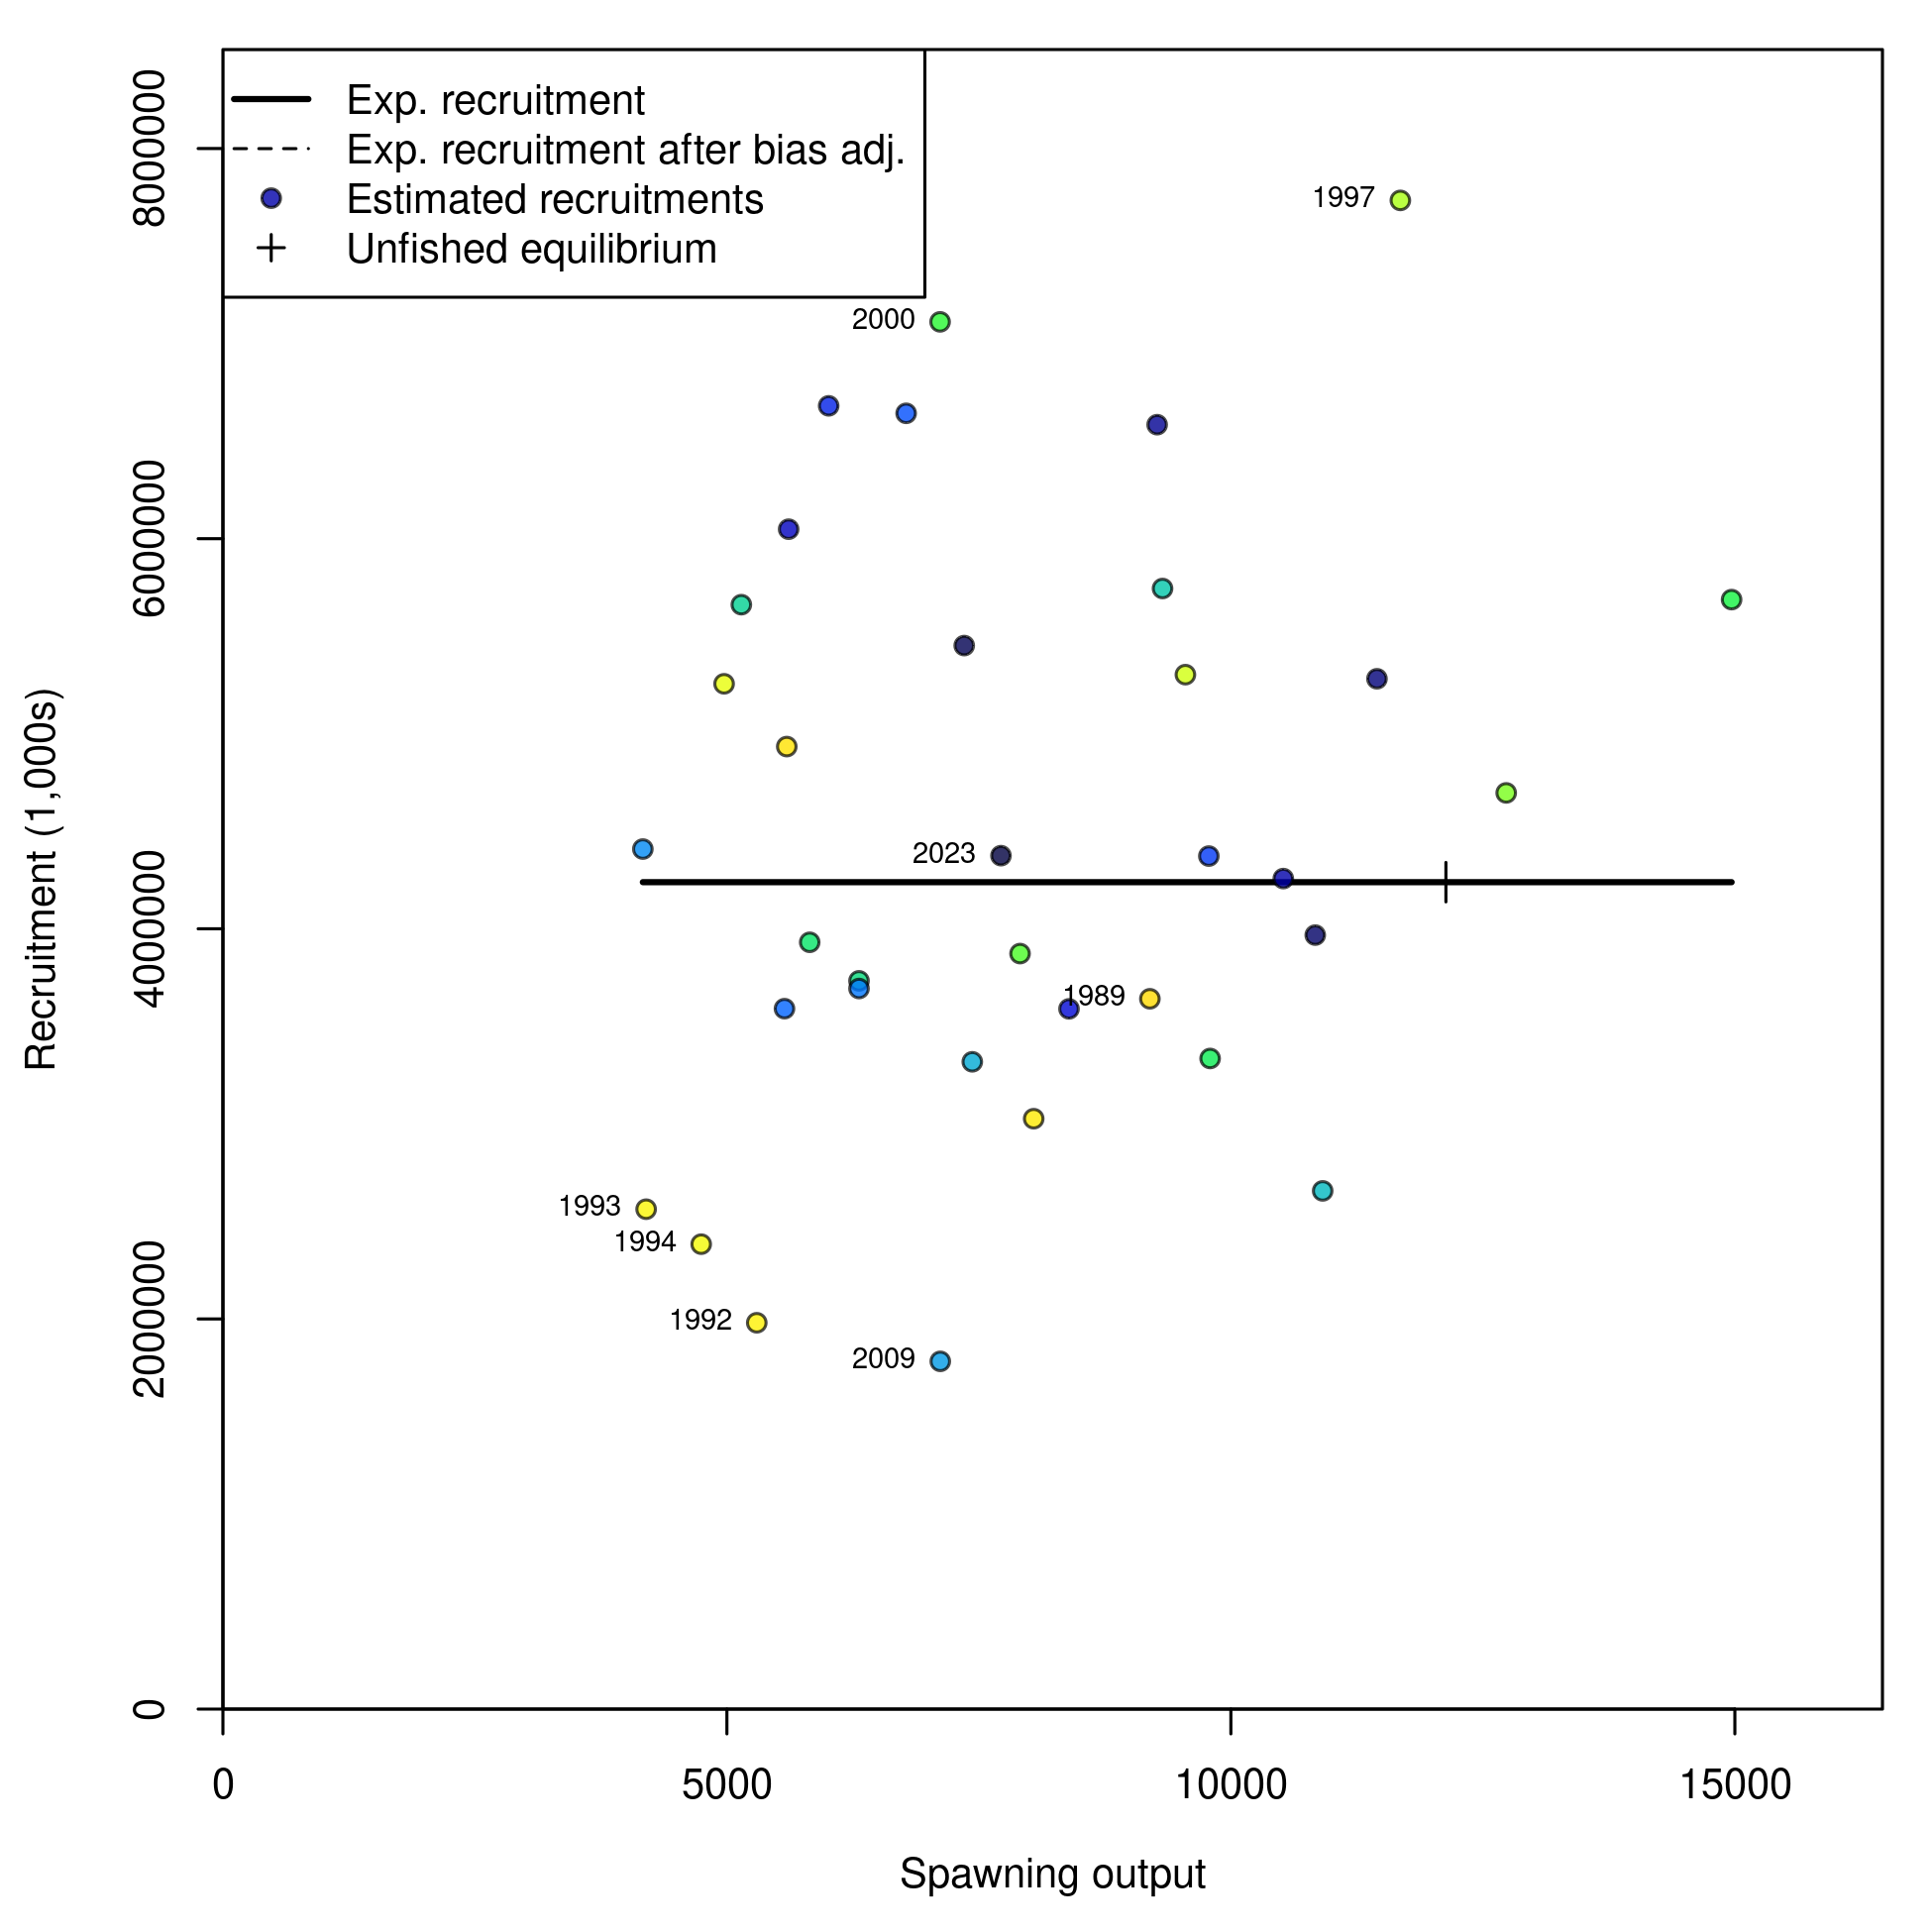 Exp. recruitment
Exp. recruitment after bias adj.
Estimated recruitments
Unfished equilibrium
1997
2000
2023
1989
1993
1994
1992
2009
Recruitment (1,000s)
8000000
6000000
4000000
2000000
0
0 5000 10000 15000
Spawning output